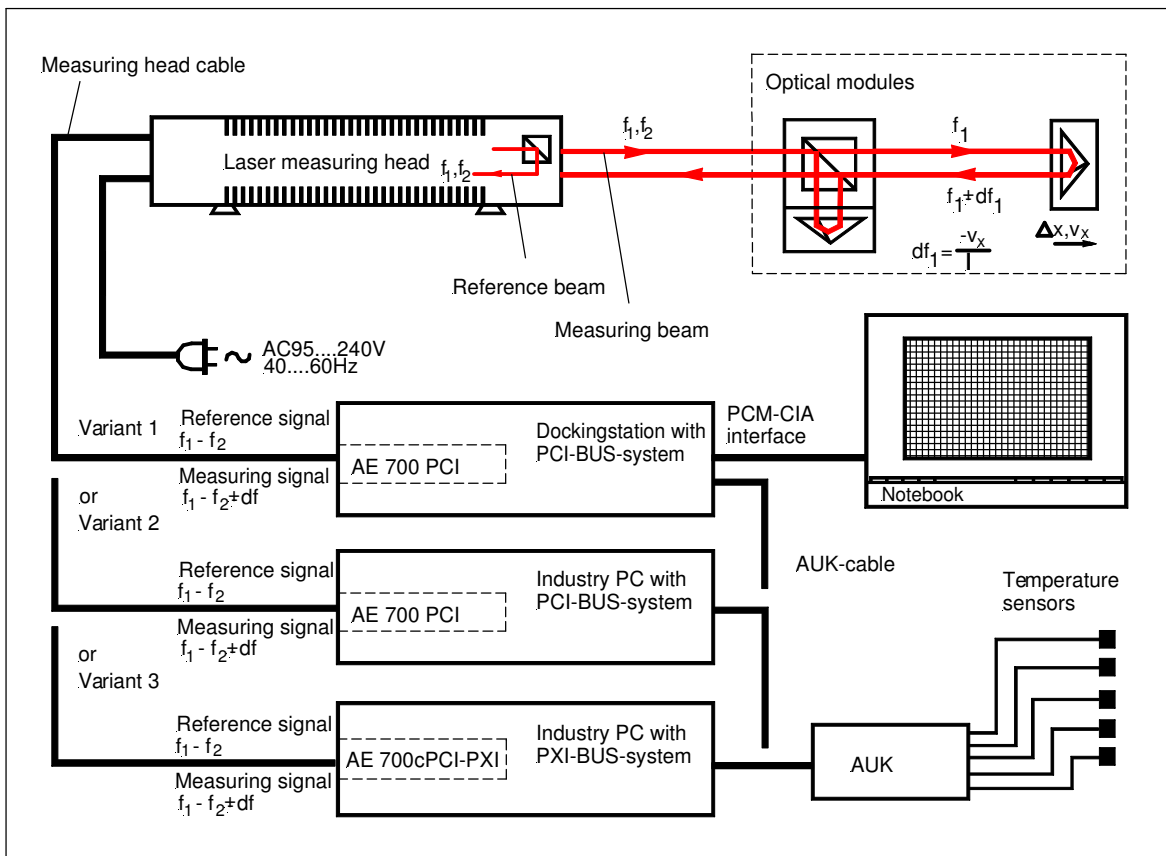 Measuring head cable
Optical modules
f₁,f₂
f₁
Laser measuring head
f₁,f₂
f₁+df₁
Δx,vₓ
df₁= -vₓ / l
Reference beam
Measuring beam
AC95....240V
40....60Hz
Variant 1
Reference signal
f₁ - f₂
AE 700 PCI
Measuring signal
f₁ - f₂+df
Dockingstation with
PCI-BUS-system
PCM-CIA
interface
Notebook
or
Variant 2
Reference signal
f₁ - f₂
AE 700 PCI
Measuring signal
f₁ - f₂+df
Industry PC with
PCI-BUS-system
AUK-cable
Temperature
sensors
or
Variant 3
Reference signal
f₁ - f₂
AE 700cPCI-PXI
Measuring signal
f₁ - f₂+df
Industry PC with
PXI-BUS-system
AUK